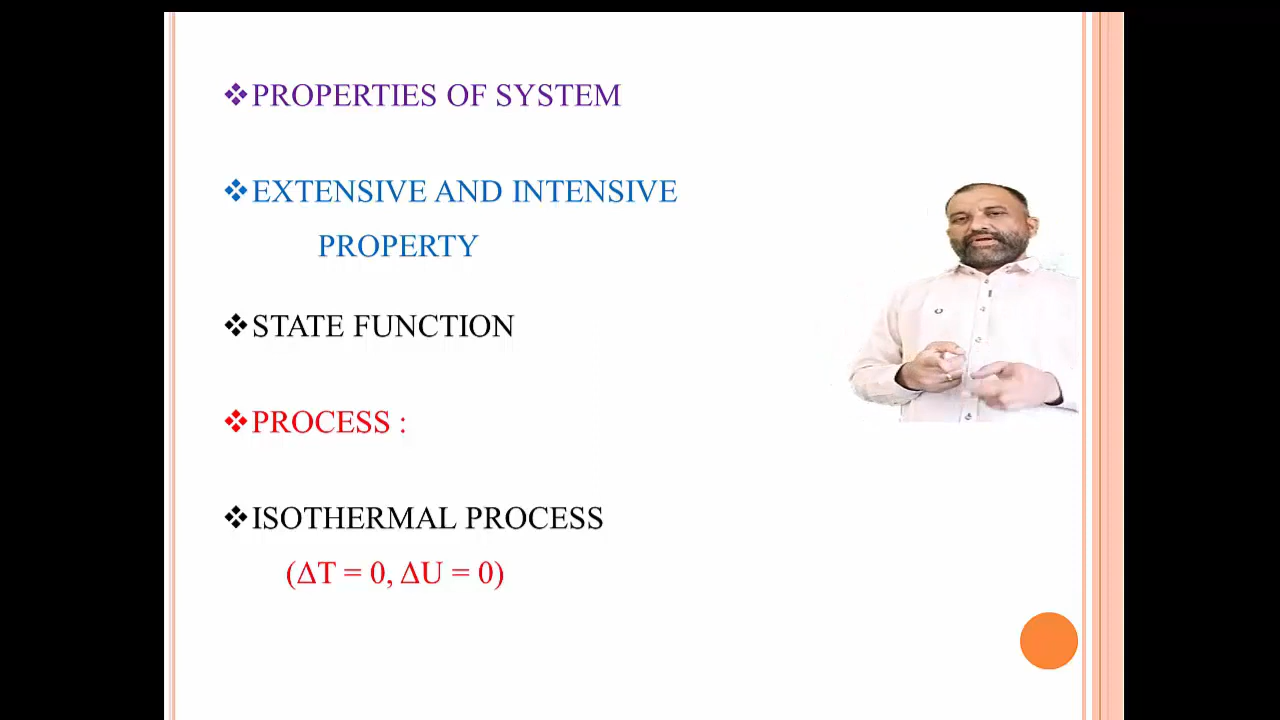 ❖PROPERTIES OF SYSTEM
❖EXTENSIVE AND INTENSIVE
PROPERTY
❖STATE FUNCTION
❖PROCESS :
❖ISOTHERMAL PROCESS
(ΔT = 0, ΔU = 0)